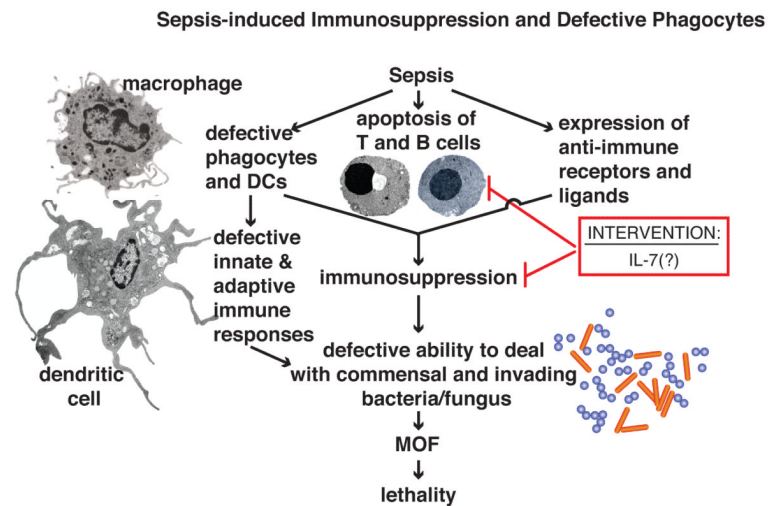 Sepsis-induced Immunosuppression and Defective Phagocytes
macrophage
Sepsis
defective
phagocytes
and DCs
apoptosis of
T and B cells
expression of
anti-immune
receptors and
ligands
INTERVENTION:
IL-7(?)
defective
innate &
adaptive
immune
responses
immunosuppression
dendritic
cell
defective ability to deal
with commensal and invading
bacteria/fungus
MOF
lethality